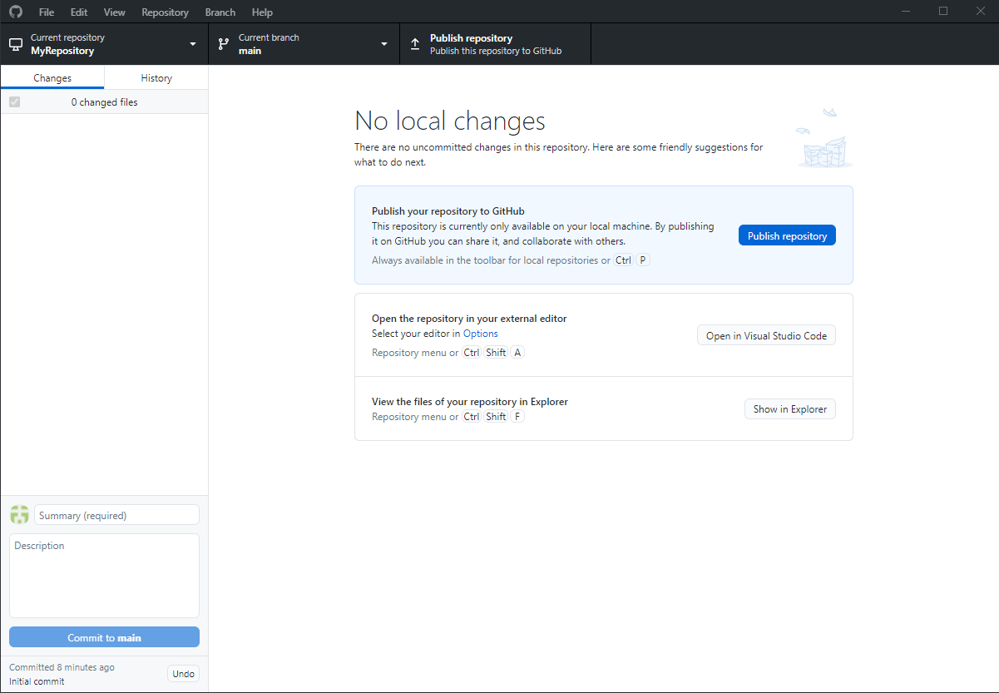 File Edit View Repository Branch Help
Current repository
MyRepository
Current branch
main
Publish repository
Publish this repository to GitHub
Changes
History
0 changed files
No local changes
There are no uncommitted changes in this repository. Here are some friendly suggestions for
what to do next.
Publish your repository to GitHub
This repository is currently only available on your local machine. By publishing
it on GitHub you can share it, and collaborate with others.
Always available in the toolbar for local repositories or Ctrl P
Publish repository
Open the repository in your external editor
Select your editor in Options
Repository menu or Ctrl Shift A
Open in Visual Studio Code
View the files of your repository in Explorer
Repository menu or Ctrl Shift F
Show in Explorer
Summary (required)
Description
Commit to main
Committed 8 minutes ago
Initial commit
Undo